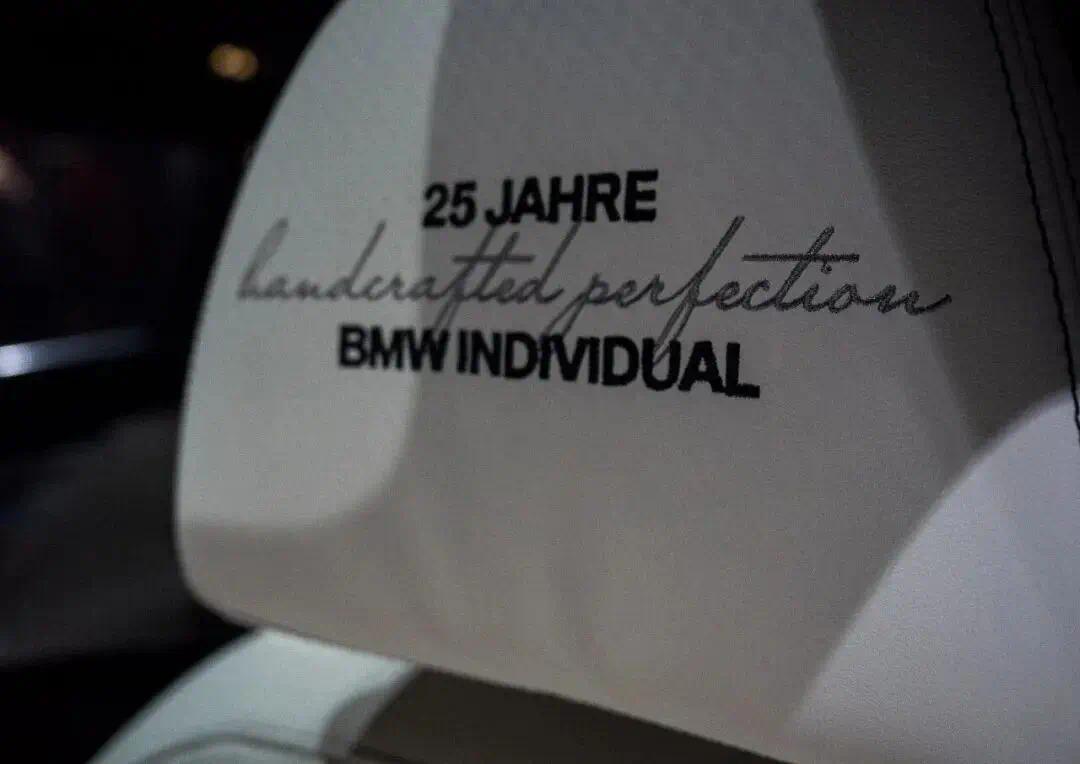 25 JAHRE
handcrafted perfection
BMW INDIVIDUAL